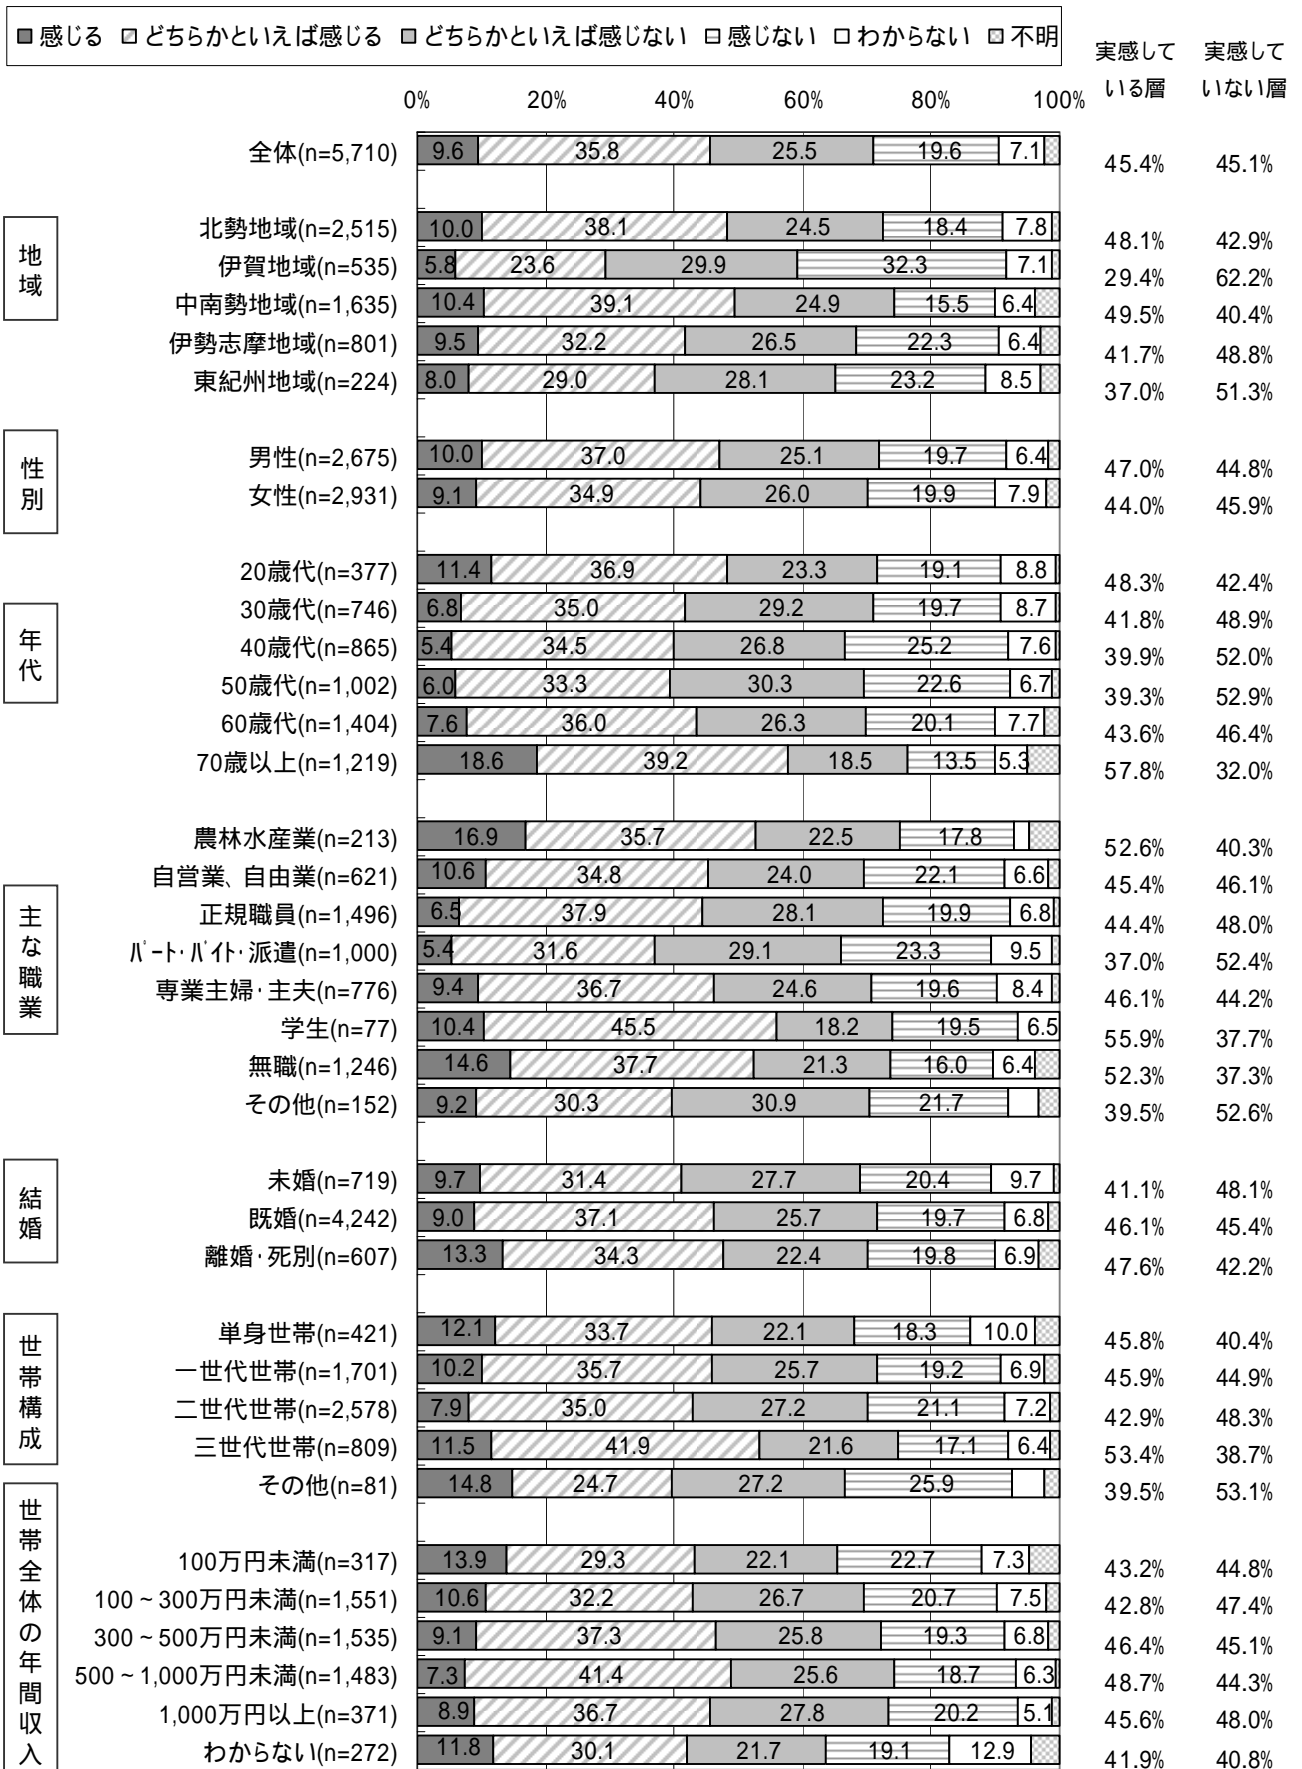 ■ 感じる ▨ どちらかといえば感じる ■ どちらかといえば感じない ▤ 感じない □ わからない ▩ 不明
実感して 実感して
いる層 いない層
0% 20% 40% 60% 80% 100%
全体(n=5,710) 9.6 35.8 25.5 19.6 7.1 45.4% 45.1%
地域
北勢地域(n=2,515) 10.0 38.1 24.5 18.4 7.8 48.1% 42.9%
伊賀地域(n=535) 5.8 23.6 29.9 32.3 7.1 29.4% 62.2%
中南勢地域(n=1,635) 10.4 39.1 24.9 15.5 6.4 49.5% 40.4%
伊勢志摩地域(n=801) 9.5 32.2 26.5 22.3 6.4 41.7% 48.8%
東紀州地域(n=224) 8.0 29.0 28.1 23.2 8.5 37.0% 51.3%
性別
男性(n=2,675) 10.0 37.0 25.1 19.7 6.4 47.0% 44.8%
女性(n=2,931) 9.1 34.9 26.0 19.9 7.9 44.0% 45.9%
年代
20歳代(n=377) 11.4 36.9 23.3 19.1 8.8 48.3% 42.4%
30歳代(n=746) 6.8 35.0 29.2 19.7 8.7 41.8% 48.9%
40歳代(n=865) 5.4 34.5 26.8 25.2 7.6 39.9% 52.0%
50歳代(n=1,002) 6.0 33.3 30.3 22.6 6.7 39.3% 52.9%
60歳代(n=1,404) 7.6 36.0 26.3 20.1 7.7 43.6% 46.4%
70歳以上(n=1,219) 18.6 39.2 18.5 13.5 5.3 57.8% 32.0%
主な職業
農林水産業(n=213) 16.9 35.7 22.5 17.8 52.6% 40.3%
自営業、自由業(n=621) 10.6 34.8 24.0 22.1 6.6 45.4% 46.1%
正規職員(n=1,496) 6.5 37.9 28.1 19.9 6.8 44.4% 48.0%
ﾊﾟｰﾄ･ﾊﾞｲﾄ･派遣(n=1,000) 5.4 31.6 29.1 23.3 9.5 37.0% 52.4%
専業主婦･主夫(n=776) 9.4 36.7 24.6 19.6 8.4 46.1% 44.2%
学生(n=77) 10.4 45.5 18.2 19.5 6.5 55.9% 37.7%
無職(n=1,246) 14.6 37.7 21.3 16.0 6.4 52.3% 37.3%
その他(n=152) 9.2 30.3 30.9 21.7 39.5% 52.6%
結婚
未婚(n=719) 9.7 31.4 27.7 20.4 9.7 41.1% 48.1%
既婚(n=4,242) 9.0 37.1 25.7 19.7 6.8 46.1% 45.4%
離婚･死別(n=607) 13.3 34.3 22.4 19.8 6.9 47.6% 42.2%
世帯構成
単身世帯(n=421) 12.1 33.7 22.1 18.3 10.0 45.8% 40.4%
一世代世帯(n=1,701) 10.2 35.7 25.7 19.2 6.9 45.9% 44.9%
二世代世帯(n=2,578) 7.9 35.0 27.2 21.1 7.2 42.9% 48.3%
三世代世帯(n=809) 11.5 41.9 21.6 17.1 6.4 53.4% 38.7%
その他(n=81) 14.8 24.7 27.2 25.9 39.5% 53.1%
世帯全体の年間収入
100万円未満(n=317) 13.9 29.3 22.1 22.7 7.3 43.2% 44.8%
100～300万円未満(n=1,551) 10.6 32.2 26.7 20.7 7.5 42.8% 47.4%
300～500万円未満(n=1,535) 9.1 37.3 25.8 19.3 6.8 46.4% 45.1%
500～1,000万円未満(n=1,483) 7.3 41.4 25.6 18.7 6.3 48.7% 44.3%
1,000万円以上(n=371) 8.9 36.7 27.8 20.2 5.1 45.6% 48.0%
わからない(n=272) 11.8 30.1 21.7 19.1 12.9 41.9% 40.8%